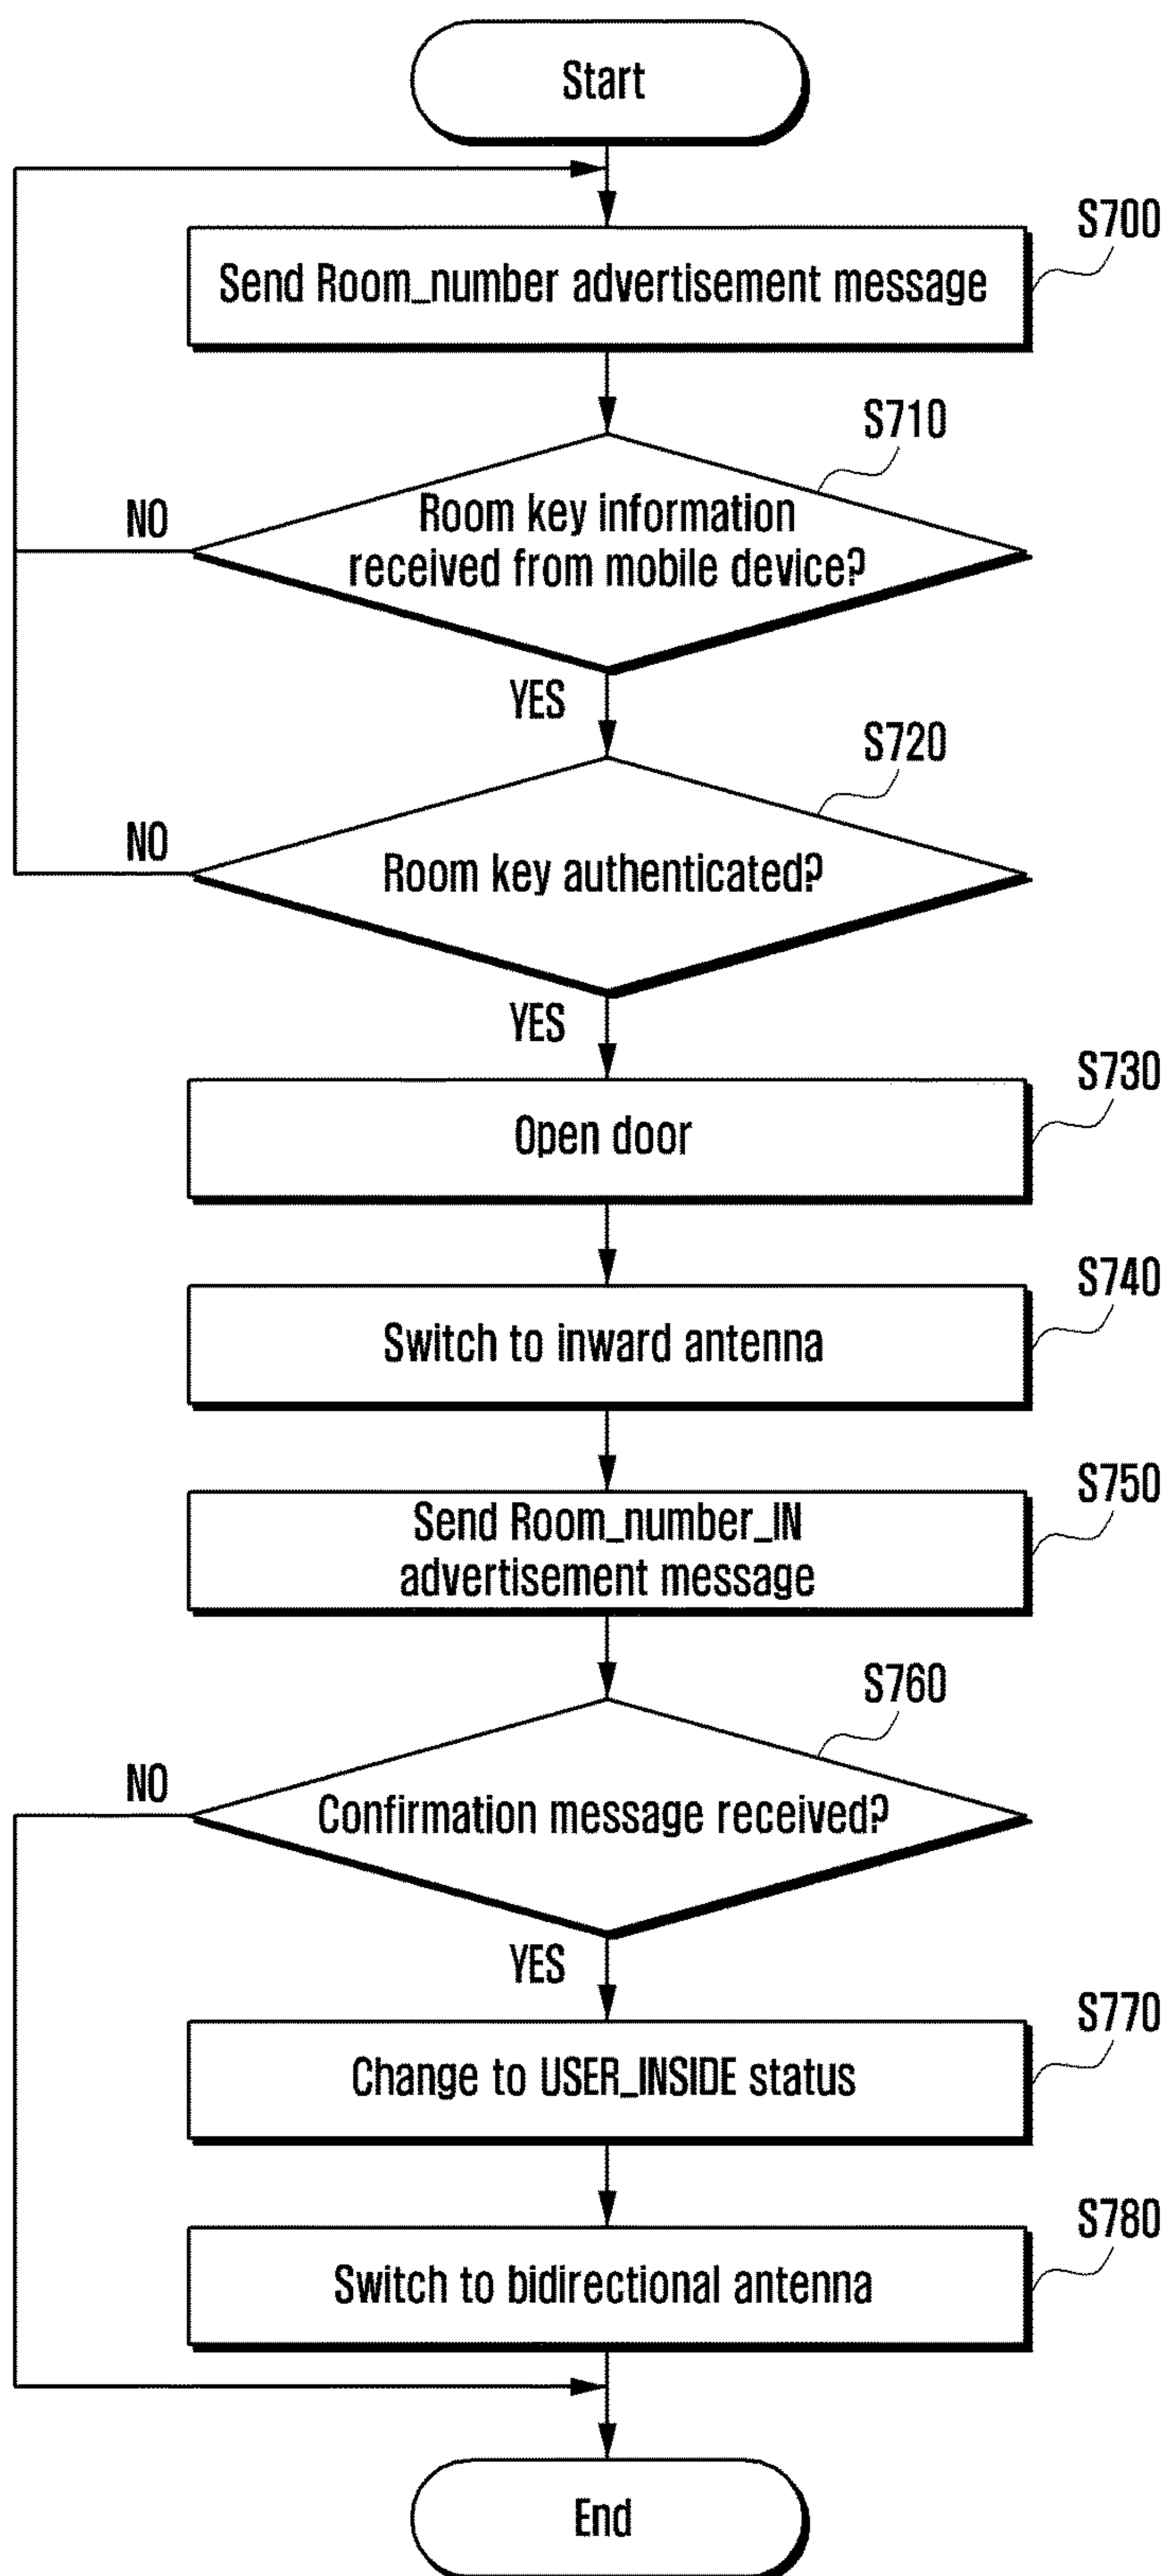 Start
S700
Send Room_number advertisement message
S710
Room key information
received from mobile device?
NO
YES
S720
Room key authenticated?
NO
YES
S730
Open door
S740
Switch to inward antenna
S750
Send Room_number_IN
advertisement message
S760
Confirmation message received?
NO
YES
S770
Change to USER_INSIDE status
S780
Switch to bidirectional antenna
End